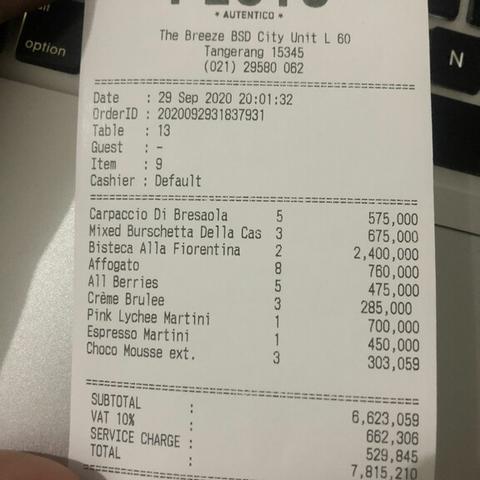 * AUTENTICO *
The Breeze BSD City Unit L 60
Tangerang 15345
(021) 29580 062
Date : 29 Sep 2020 20:01:32
OrderID : 2020092931837931
Table : 13
Guest : -
Item : 9
Cashier : Default
Carpaccio Di Bresaola 5 575,000
Mixed Burschetta Della Cas 3 675,000
Bisteca Alla Fiorentina 2 2,400,000
Affogato 8 760,000
All Berries 5 475,000
Crème Brulee 3 285,000
Pink Lychee Martini 1 700,000
Espresso Martini 1 450,000
Choco Mousse ext. 3 303,059
SUBTOTAL : 6,623,059
VAT 10% : 662,306
SERVICE CHARGE : 529,845
TOTAL : 7,815,210
option
N